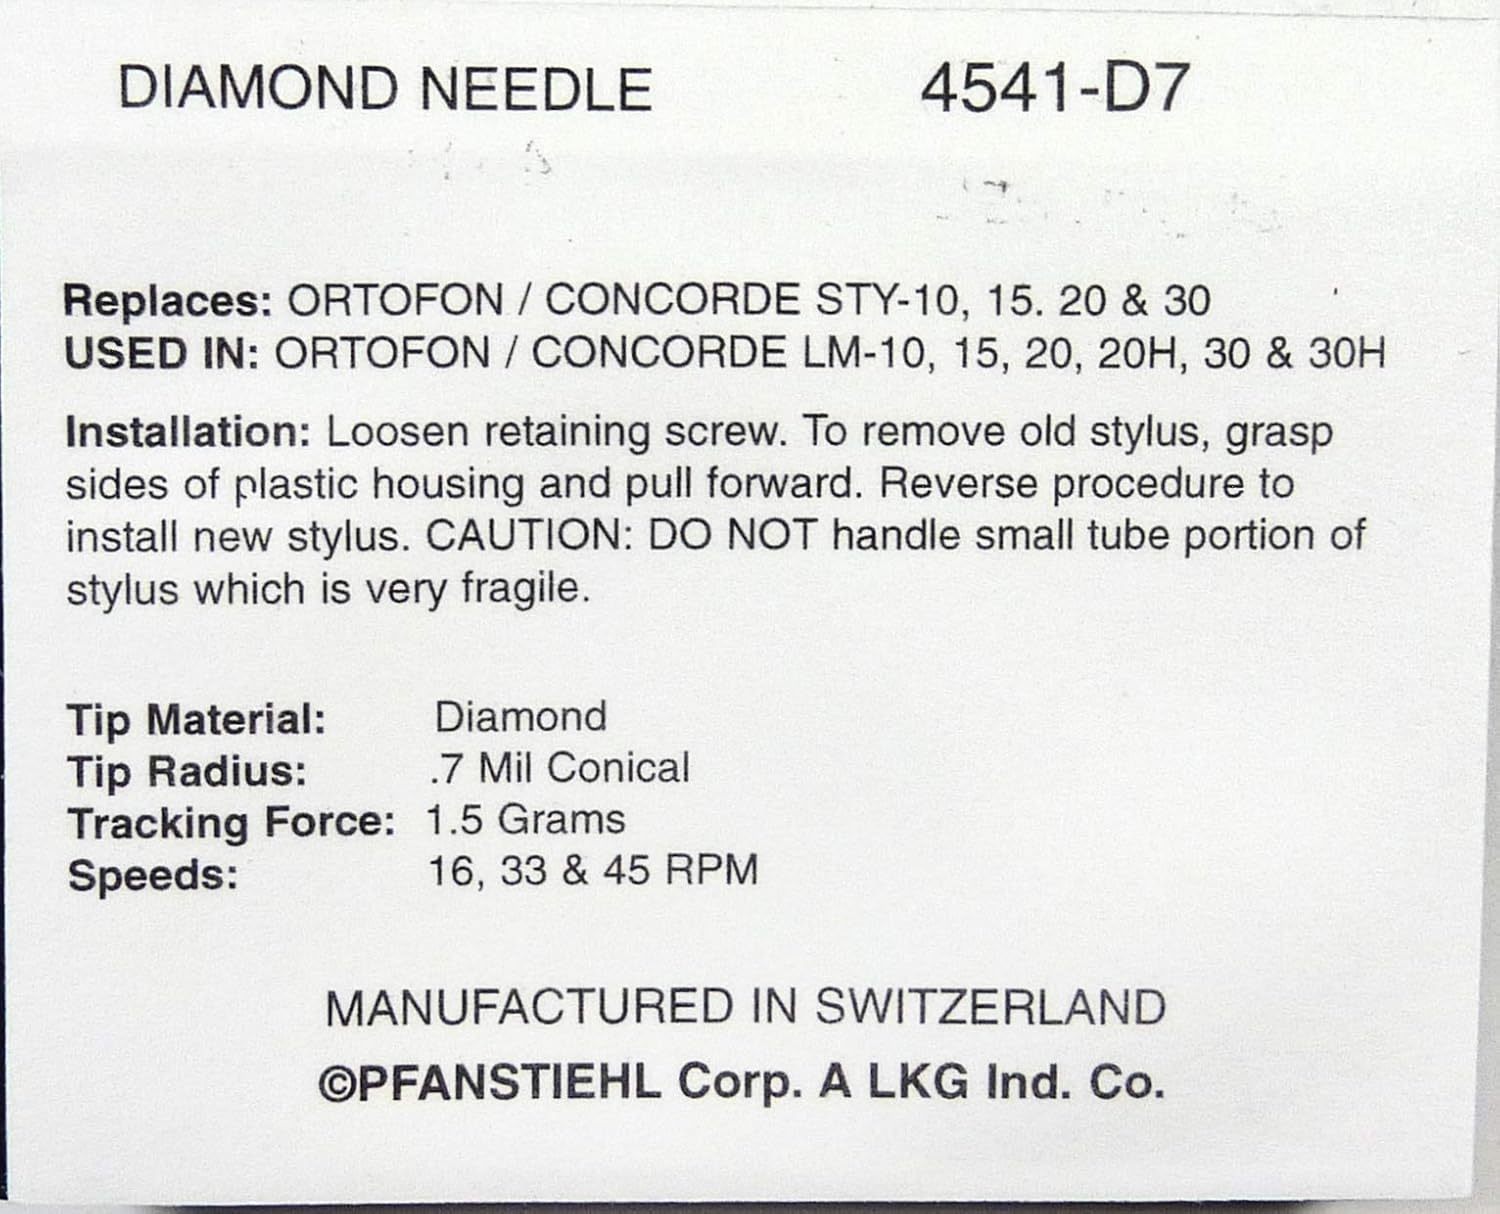 DIAMOND NEEDLE 4541-D7
Replaces: ORTOFON / CONCORDE STY-10, 15. 20 & 30
USED IN: ORTOFON / CONCORDE LM-10, 15, 20, 20H, 30 & 30H
Installation: Loosen retaining screw. To remove old stylus, grasp
sides of plastic housing and pull forward. Reverse procedure to
install new stylus. CAUTION: DO NOT handle small tube portion of
stylus which is very fragile.
Tip Material: Diamond
Tip Radius: .7 Mil Conical
Tracking Force: 1.5 Grams
Speeds: 16, 33 & 45 RPM
MANUFACTURED IN SWITZERLAND
©PFANSTIEHL Corp. A LKG Ind. Co.